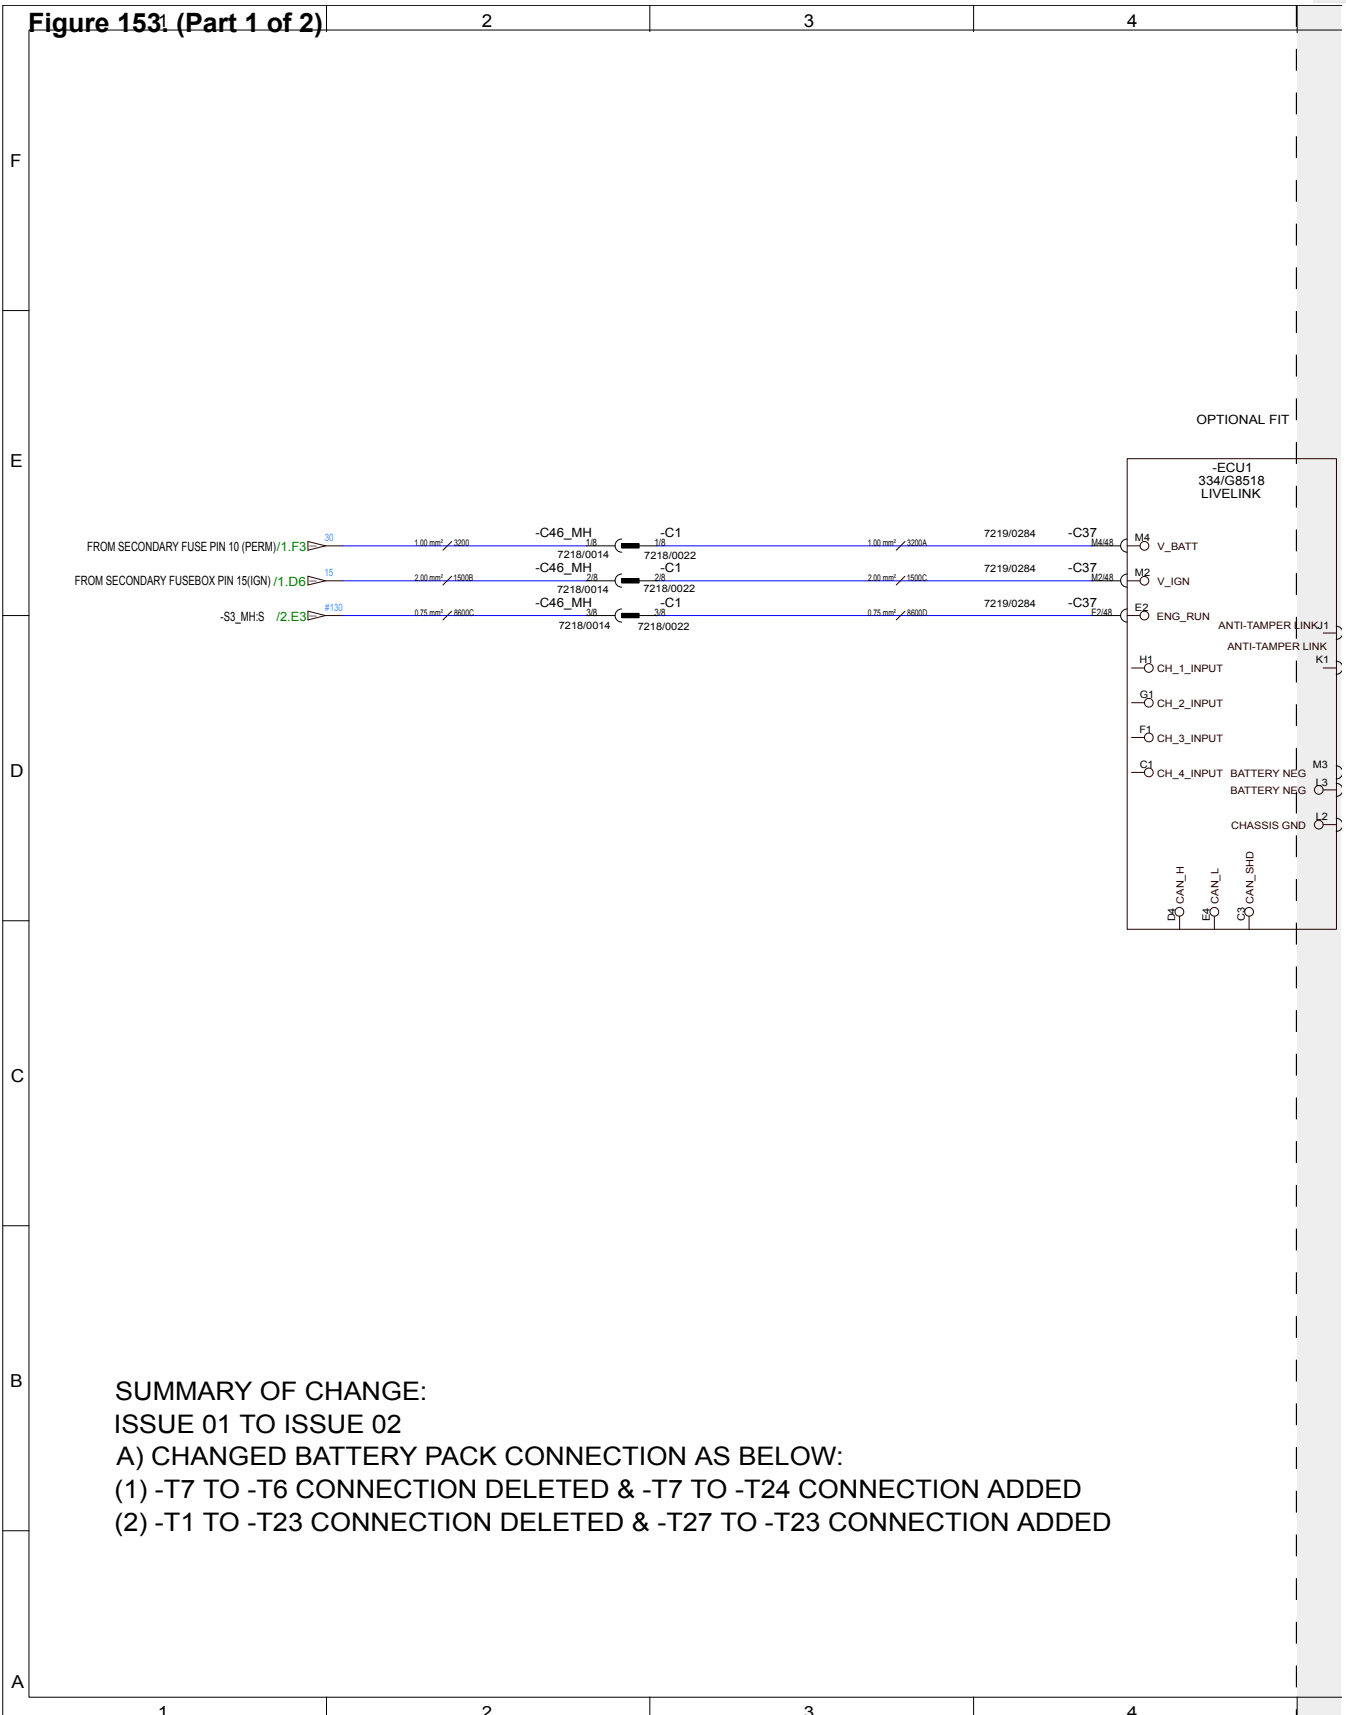 Figure 153. (Part 1 of 2)
1 2 3 4
F
OPTIONAL FIT
E
-ECU1
334/G8518
LIVELINK
FROM SECONDARY FUSE PIN 10 (PERM) /1.F3 30 1.00 mm² 3200 -C46_MH 1/8 7218/0014 -C1 1/8 7218/0022 1.00 mm² 3200A 7219/0284 -C37 M4/48 M4 V_BATT
FROM SECONDARY FUSEBOX PIN 15(IGN) /1.D6 15 2.00 mm² 1500B -C46_MH 2/8 7218/0014 -C1 2/8 7218/0022 2.00 mm² 1500C 7219/0284 -C37 M2/48 M2 V_IGN
-S3_MH:S /2.E3 #130 0.75 mm² 8600C -C46_MH 3/8 7218/0014 -C1 3/8 7218/0022 0.75 mm² 8600D 7219/0284 -C37 E2/48 E2 ENG_RUN
ANTI-TAMPER LINK J1
ANTI-TAMPER LINK
K1
H1 CH_1_INPUT
G1 CH_2_INPUT
F1 CH_3_INPUT
D
C1 CH_4_INPUT BATTERY NEG M3
BATTERY NEG L3
CHASSIS GND L2
D4 CAN_H
E4 CAN_L
C3 CAN_SHD
C
B
SUMMARY OF CHANGE:
ISSUE 01 TO ISSUE 02
A) CHANGED BATTERY PACK CONNECTION AS BELOW:
(1) -T7 TO -T6 CONNECTION DELETED & -T7 TO -T24 CONNECTION ADDED
(2) -T1 TO -T23 CONNECTION DELETED & -T27 TO -T23 CONNECTION ADDED
A
1 2 3 4